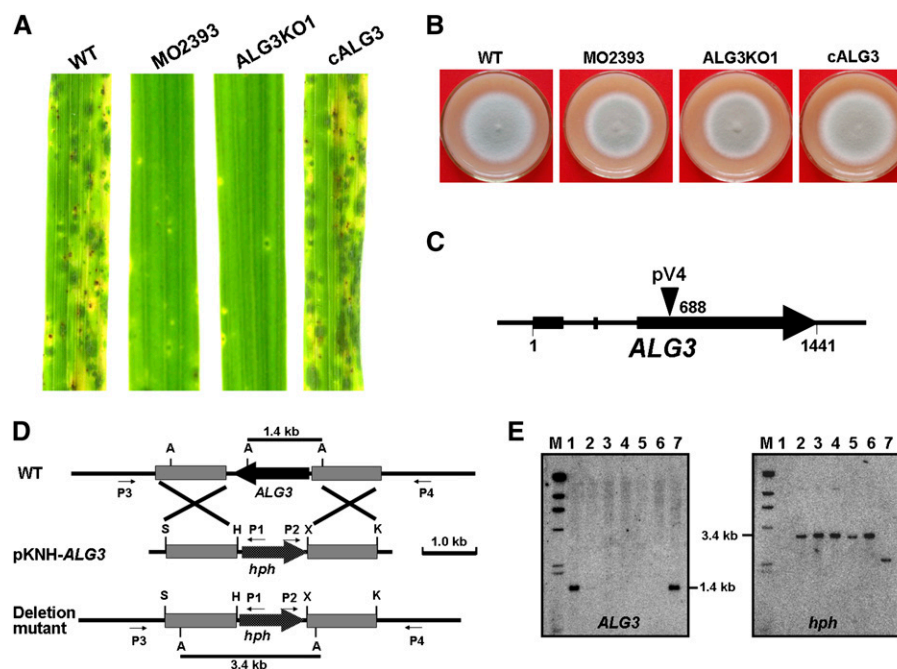 A
WT
MO2393
ALG3KO1
cALG3
B
WT
MO2393
ALG3KO1
cALG3
C
pV4
688
1
ALG3
1441
D
1.4 kb
A
A
A
WT
P3
ALG3
P4
S
H
P1
P2
X
K
pKNH-ALG3
hph
1.0 kb
S
H
P1
P2
X
K
Deletion
mutant
P3
hph
P4
A
A
3.4 kb
E
M 1 2 3 4 5 6 7
M 1 2 3 4 5 6 7
3.4 kb
1.4 kb
ALG3
hph